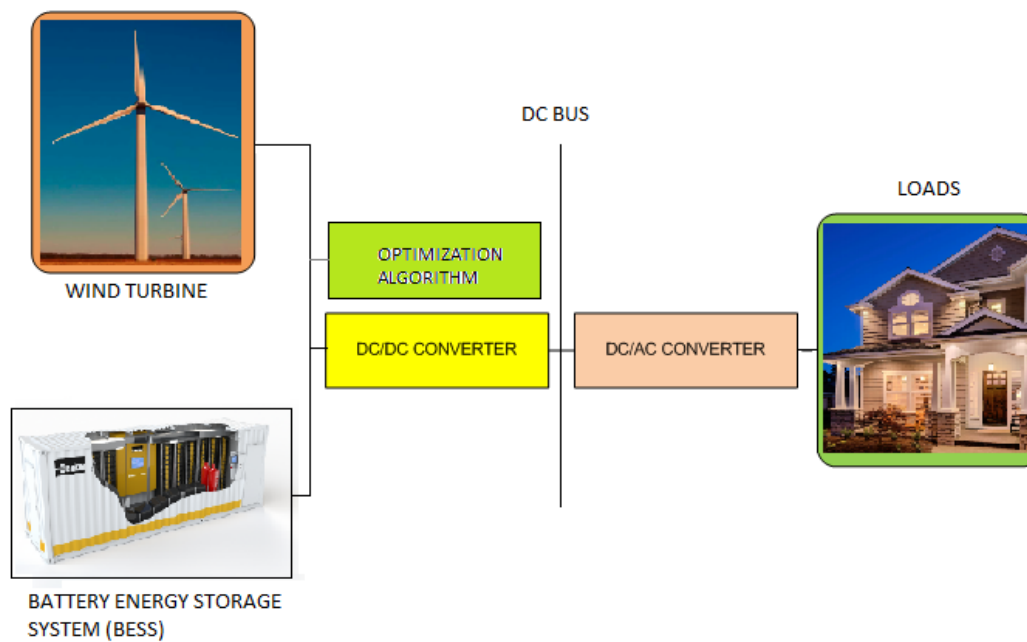 DC BUS
LOADS
OPTIMIZATION
ALGORITHM
WIND TURBINE
DC/DC CONVERTER
DC/AC CONVERTER
BATTERY ENERGY STORAGE
SYSTEM (BESS)